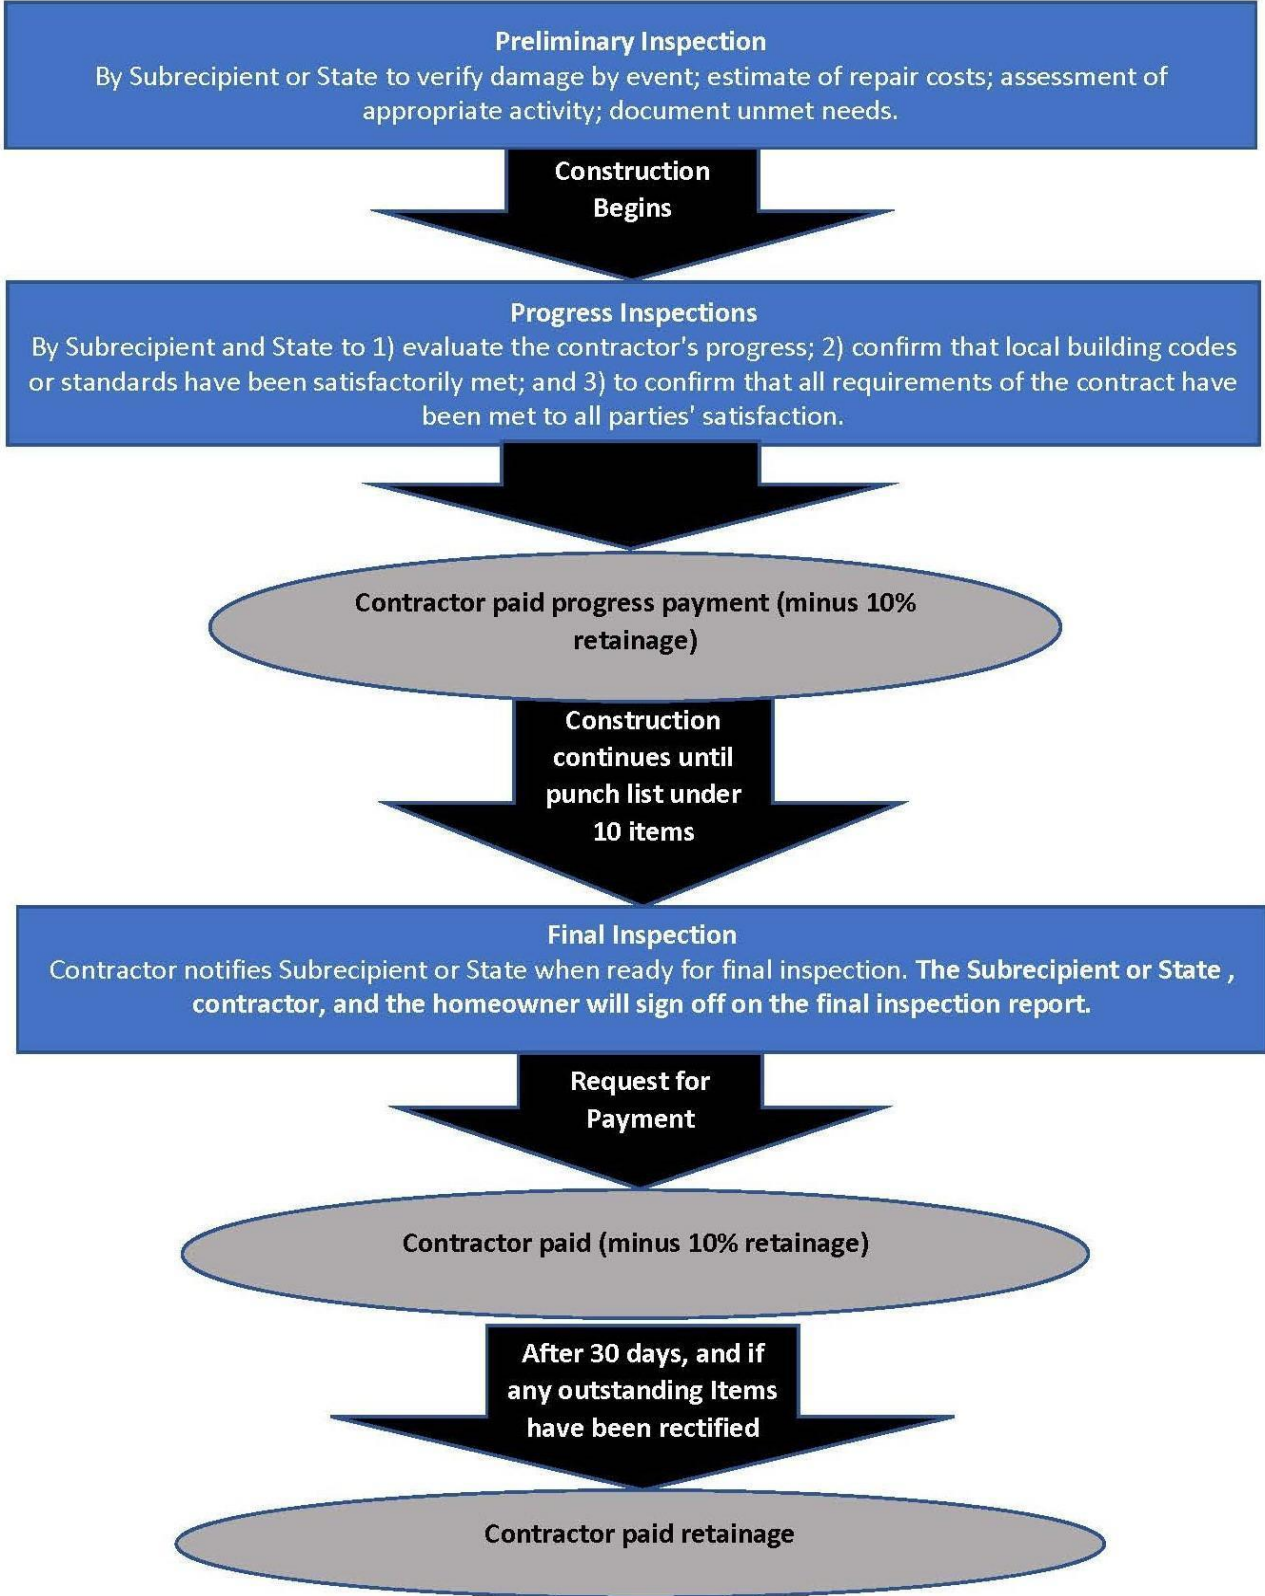 Preliminary Inspection
By Subrecipient or State to verify damage by event; estimate of repair costs; assessment of
appropriate activity; document unmet needs.
Construction
Begins
Progress Inspections
By Subrecipient and State to 1) evaluate the contractor's progress; 2) confirm that local building codes
or standards have been satisfactorily met; and 3) to confirm that all requirements of the contract have
been met to all parties' satisfaction.
Contractor paid progress payment (minus 10%
retainage)
Construction
continues until
punch list under
10 items
Final Inspection
Contractor notifies Subrecipient or State when ready for final inspection. The Subrecipient or State ,
contractor, and the homeowner will sign off on the final inspection report.
Request for
Payment
Contractor paid (minus 10% retainage)
After 30 days, and if
any outstanding Items
have been rectified
Contractor paid retainage